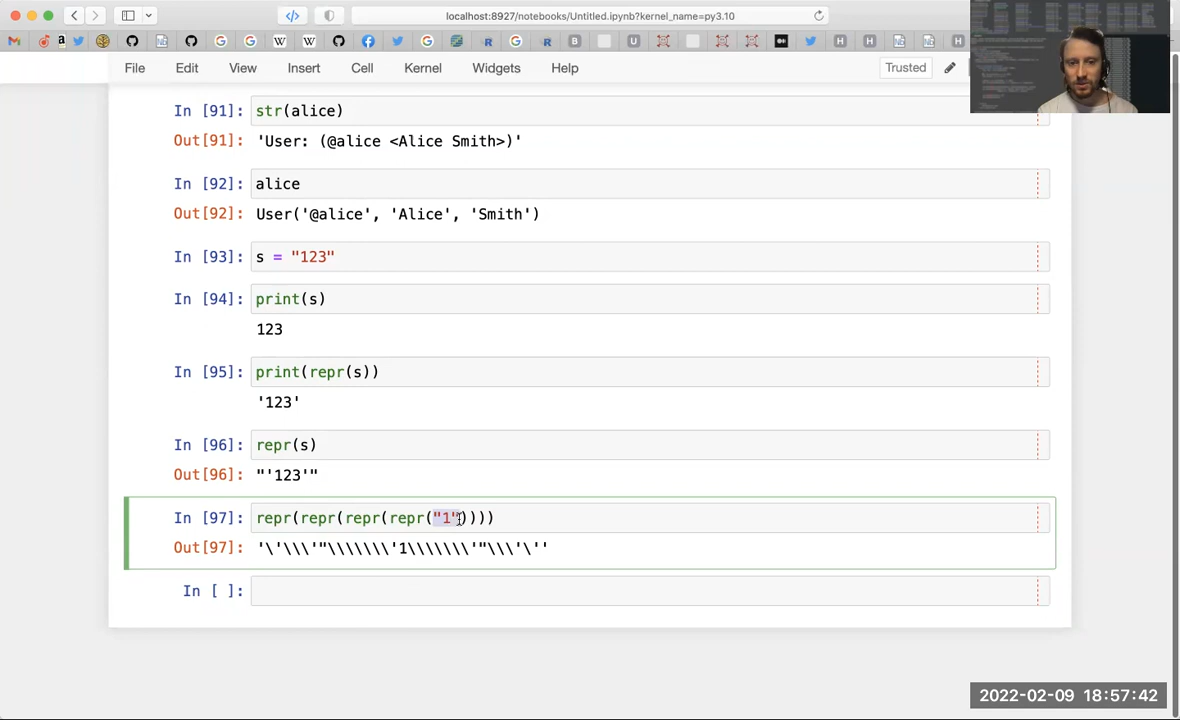 localhost:8927/notebooks/Untitled.ipynb?kernel_name=py3.10
File Edit View Insert Cell Kernel Widgets Help Trusted
In [91]: str(alice)
Out[91]: 'User: (@alice <Alice Smith>)'
In [92]: alice
Out[92]: User('@alice', 'Alice', 'Smith')
In [93]: s = "123"
In [94]: print(s)
123
In [95]: print(repr(s))
'123'
In [96]: repr(s)
Out[96]: "'123'"
In [97]: repr(repr(repr(repr("1"))))
Out[97]: '\'\\\'"\\\\\\\'1\\\\\\\'"\\\'\''
In [ ]:
2022-02-09 18:57:42